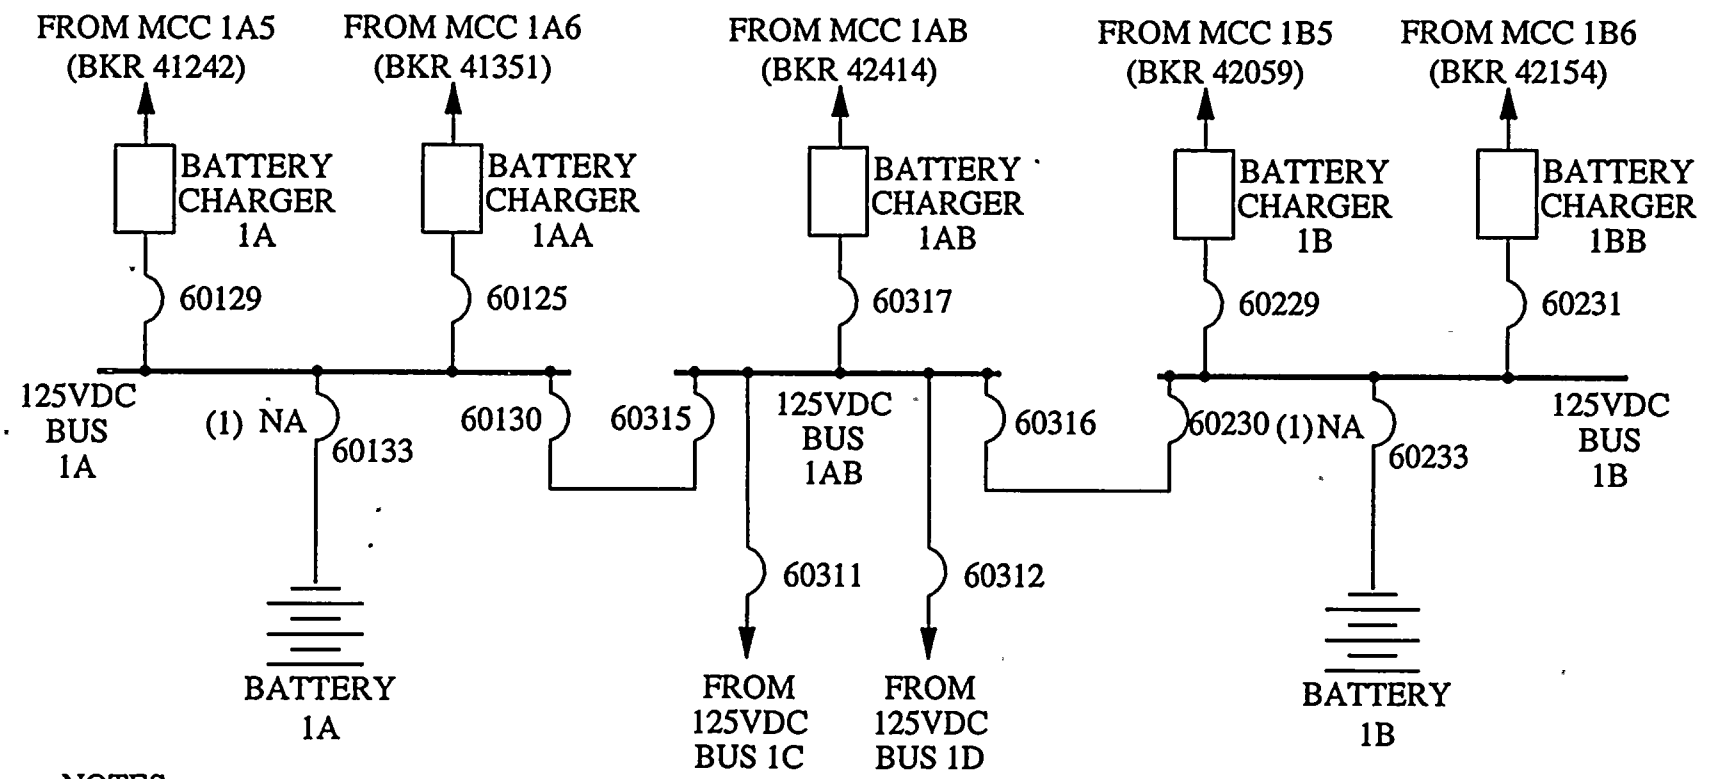 FROM MCC 1A5
(BKR 41242)
FROM MCC 1A6
(BKR 41351)
FROM MCC 1AB
(BKR 42414)
FROM MCC 1B5
(BKR 42059)
FROM MCC 1B6
(BKR 42154)
BATTERY
CHARGER
1A
BATTERY
CHARGER
1AA
BATTERY
CHARGER
1AB
BATTERY
CHARGER
1B
BATTERY
CHARGER
1BB
60129
60125
60317
60229
60231
125VDC
BUS
1A
(1) NA
60133
60130
60315
125VDC
BUS
1AB
60316
60230
(1) NA
60233
125VDC
BUS
1B
60311
60312
BATTERY
1A
FROM
125VDC
BUS 1C
FROM
125VDC
BUS 1D
BATTERY
1B
NOTES